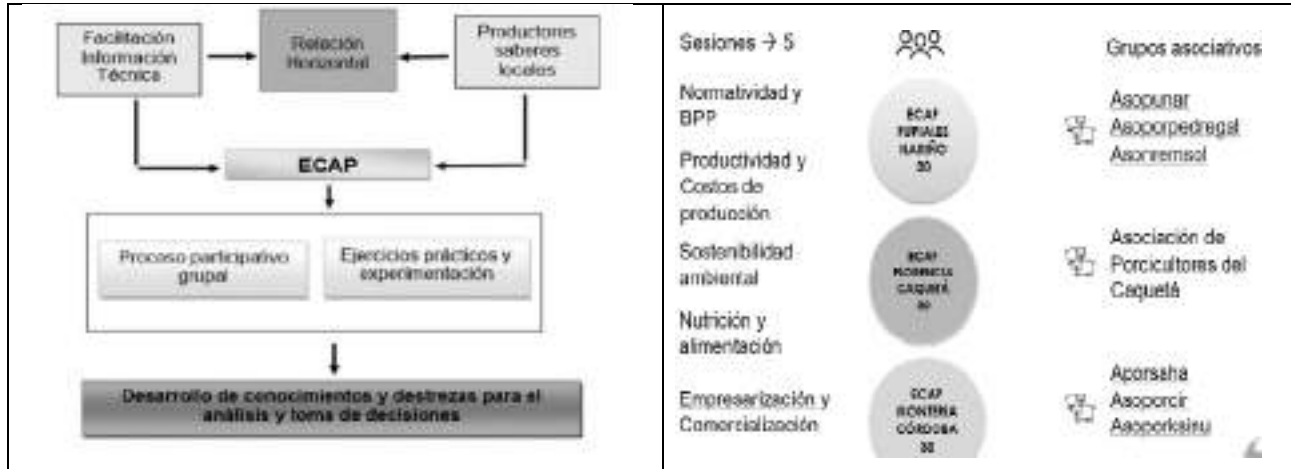 Facilitación
Información
Técnica
Relación
Horizontal
Productores
saberes
locales
ECAP
Proceso participativo
grupal
Ejercicios prácticos y
experimentación
Desarrollo de conocimientos y destrezas para el
análisis y toma de decisiones
Sesiones → 5
Normatividad y
BPP
Productividad y
Costos de
producción
Sostenibilidad
ambiental
Nutrición y
alimentación
Empresarización y
Comercialización
ECAP
PUPIALES
NARIÑO
30
ECAP
FLORENCIA
CAQUETÁ
ECAP
MONTERIA
CÓRDOBA
30
Grupos asociativos
Asopunar
Asoporpedregal
Asociación de
Porcicultores del
Caquetá
Aporsaha
Asoporcir